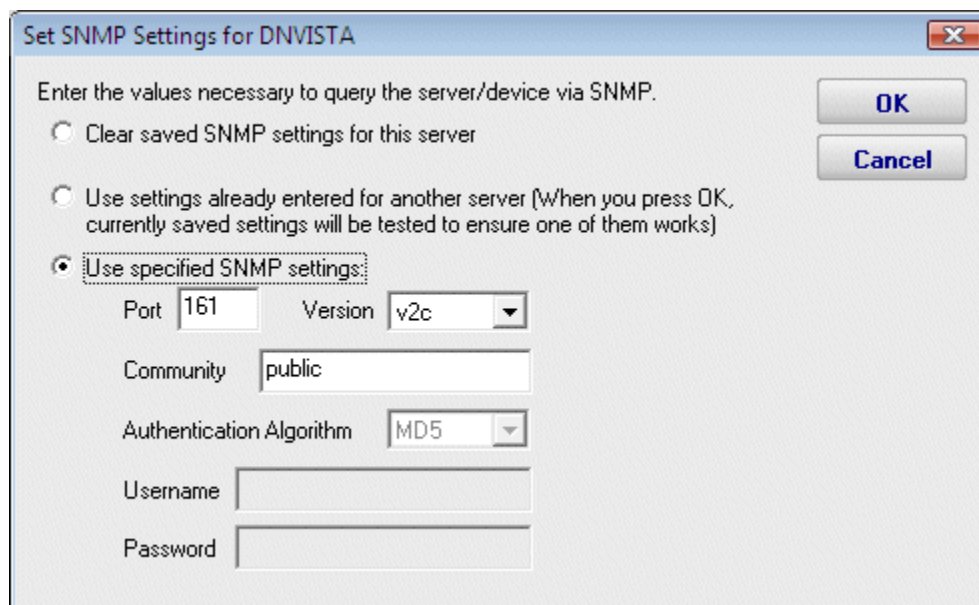 Set SNMP Settings for DNVISTA
Enter the values necessary to query the server/device via SNMP.
OK
Clear saved SNMP settings for this server
Cancel
Use settings already entered for another server (When you press OK,
currently saved settings will be tested to ensure one of them works)
Use specified SNMP settings:
Port 161 Version v2c
Community public
Authentication Algorithm MD5
Username
Password